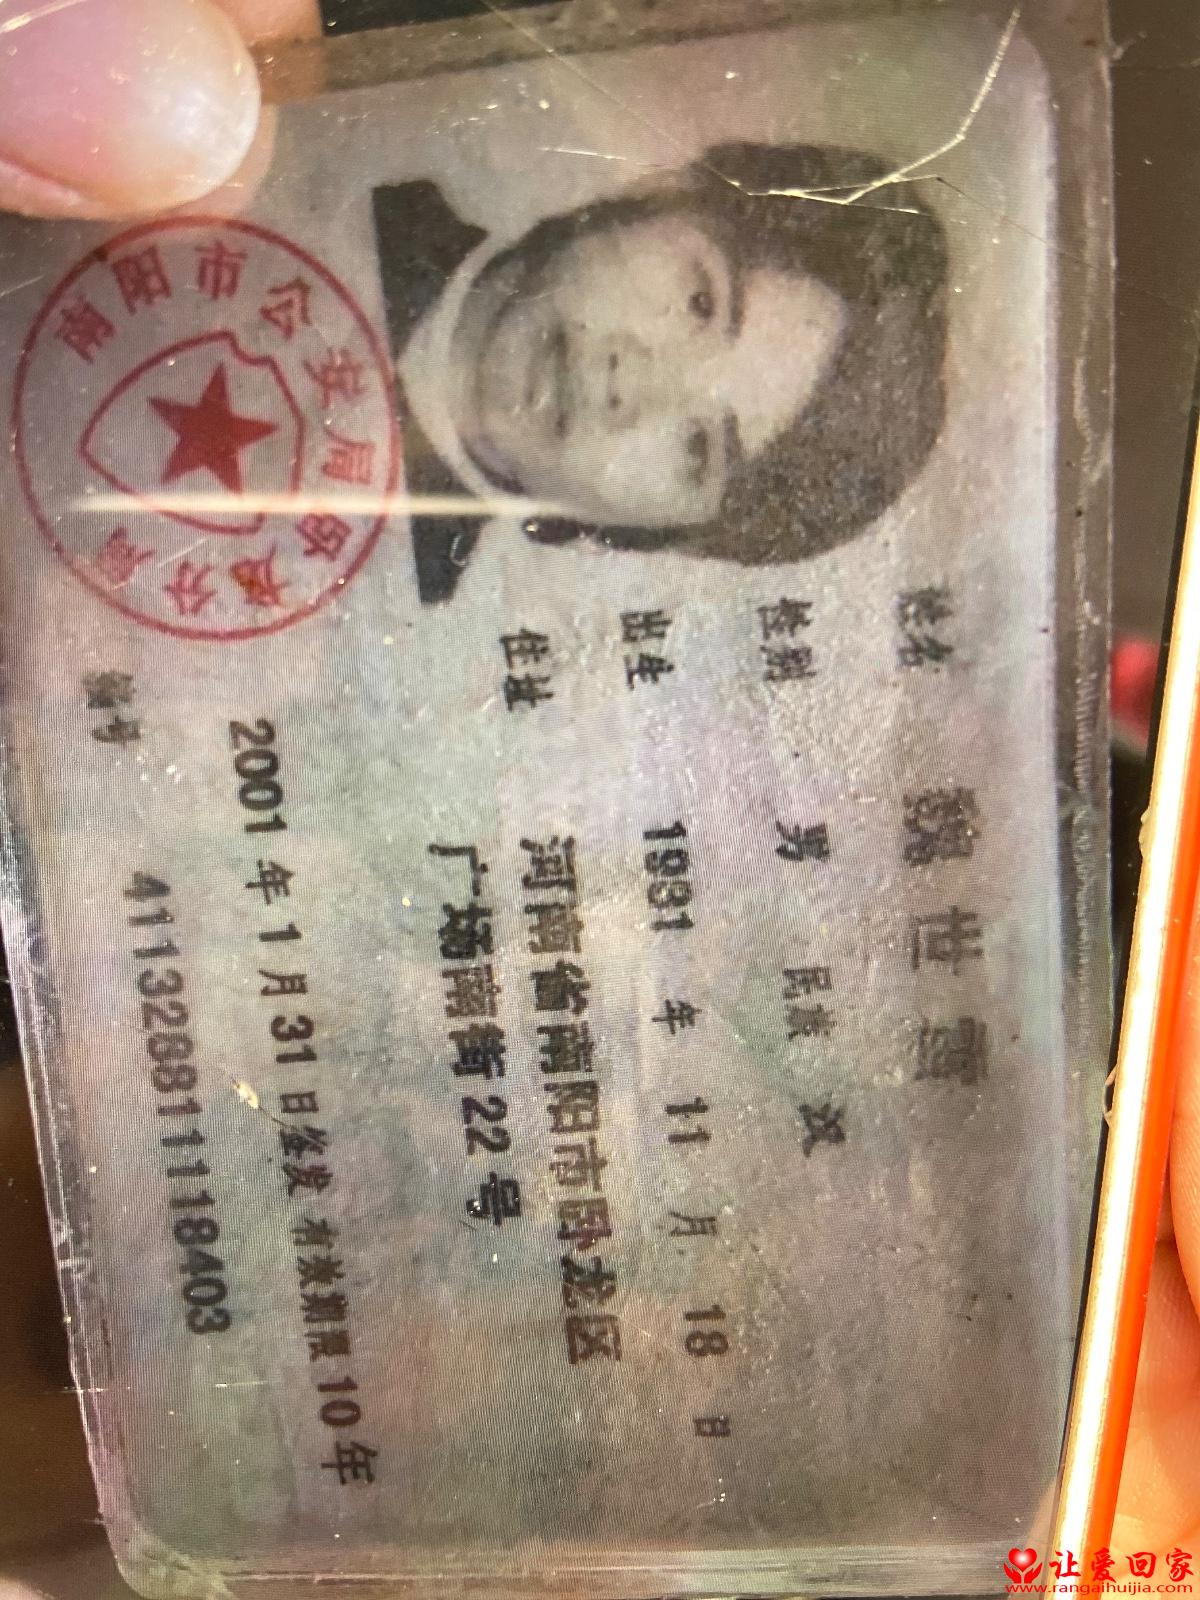 姓名 魏世
性别 男 民族 汉
出生 1981 年 11 月 18 日
住址 河南省南阳市卧龙区
广场南街 22 号
2001 年 1 月 31 日签发 有效期限 10 年
编号 411328811118403
南阳市公安局卧龙分局
让爱回家
www.rangaihuijia.com